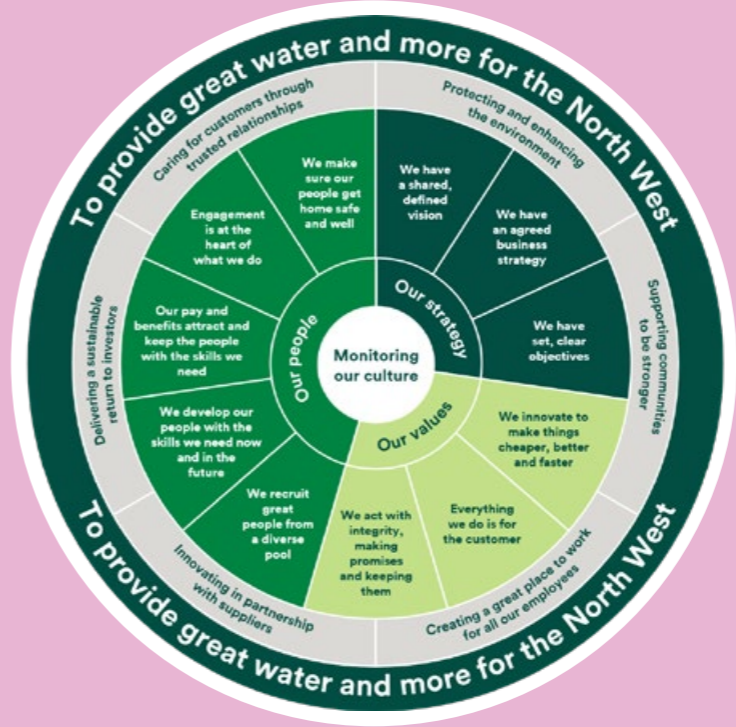 To provide great water and more for the North West
Caring for customers through
trusted relationships
Protecting and enhancing
the environment
Supporting communities
to be stronger
Creating a great place to work
for all our employees
Innovating in partnership
with suppliers
Delivering a sustainable
return to investors
We make
sure our
people get
home safe
and well
Engagement
is at the
heart of
what we do
Our pay and
benefits attract and
keep the people
with the skills we
need
We develop our
people with the
skills we need now
and in the
future
We recruit
great
people from
a diverse
pool
We have
a shared,
defined
vision
We have
an agreed
business
strategy
We have
set, clear
objectives
We innovate to
make things
cheaper, better
and faster
Everything
we do is for
the customer
We act with
integrity,
making
promises
and keeping
them
Our people
Our strategy
Our values
Monitoring
our culture
To provide great water and more for the North West